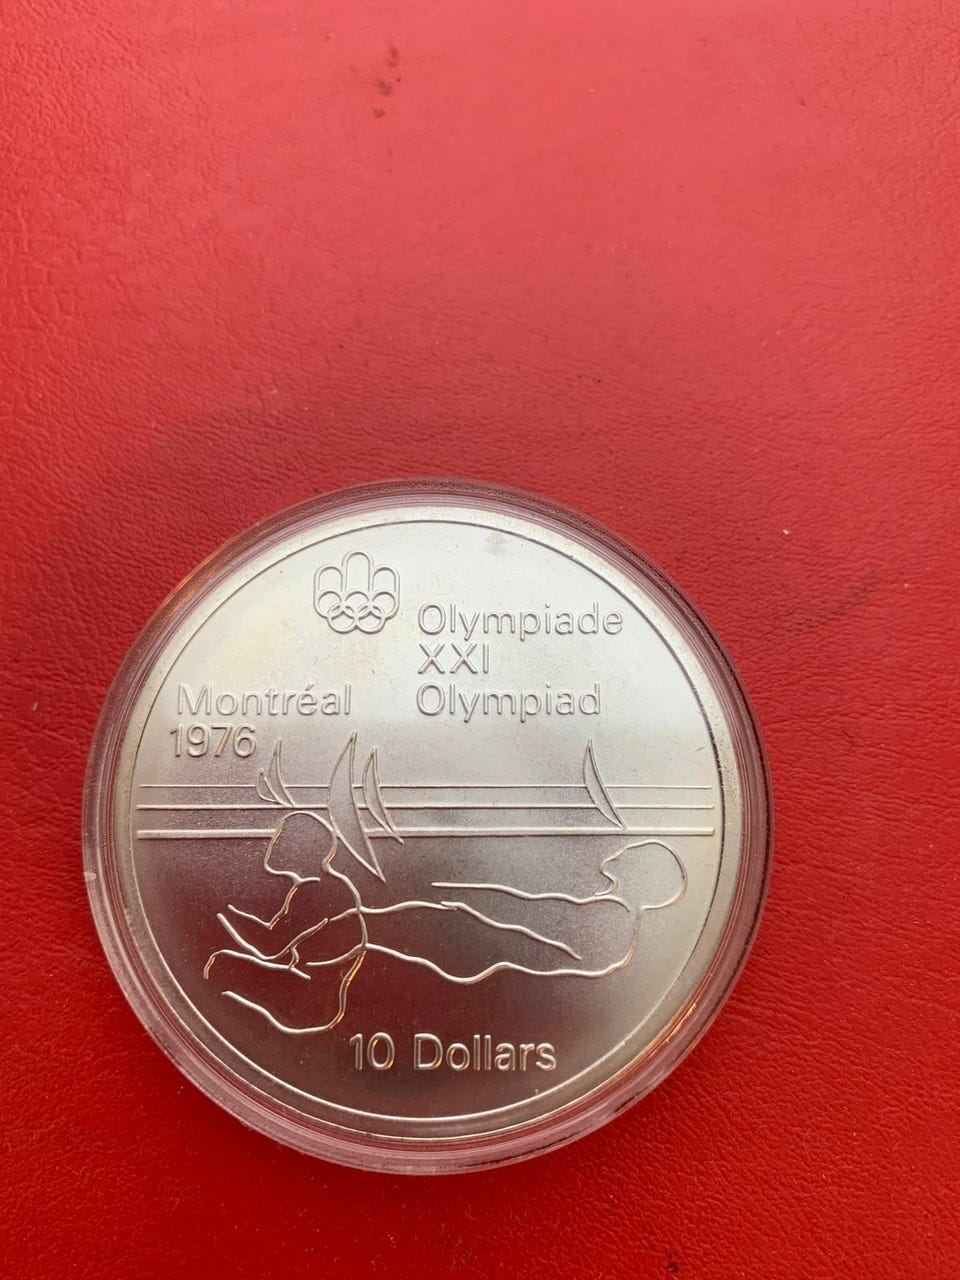 Olympiade
XXI
Olympiad
Montréal
1976
10 Dollars